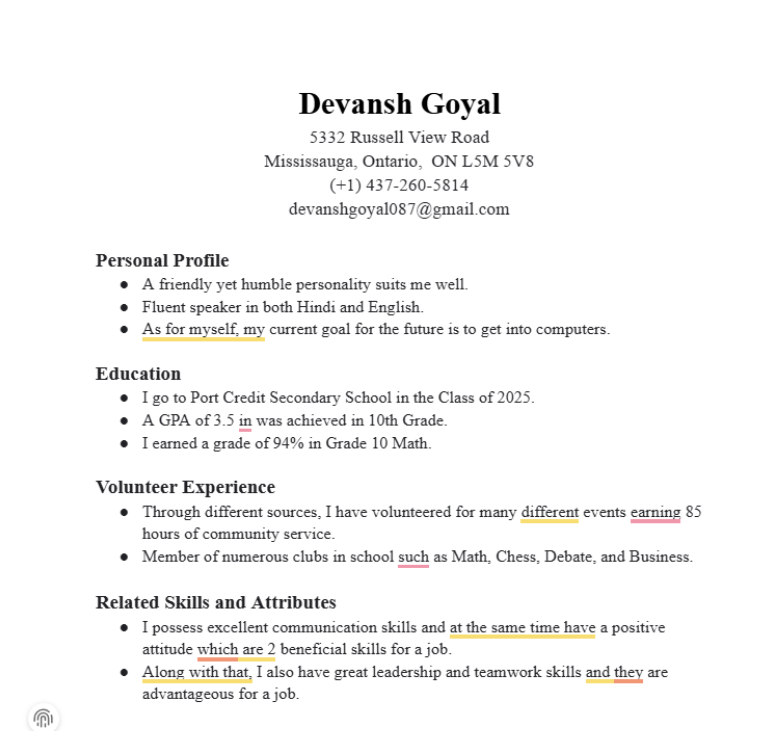 Devansh Goyal
5332 Russell View Road
Mississauga, Ontario,  ON L5M 5V8
(+1) 437-260-5814
devanshgoyal087@gmail.com
Personal Profile
● A friendly yet humble personality suits me well.
● Fluent speaker in both Hindi and English.
● As for myself, my current goal for the future is to get into computers.
Education
● I go to Port Credit Secondary School in the Class of 2025.
● A GPA of 3.5 in was achieved in 10th Grade.
● I earned a grade of 94% in Grade 10 Math.
Volunteer Experience
● Through different sources, I have volunteered for many different events earning 85
hours of community service.
● Member of numerous clubs in school such as Math, Chess, Debate, and Business.
Related Skills and Attributes
● I possess excellent communication skills and at the same time have a positive
attitude which are 2 beneficial skills for a job.
● Along with that, I also have great leadership and teamwork skills and they are
advantageous for a job.